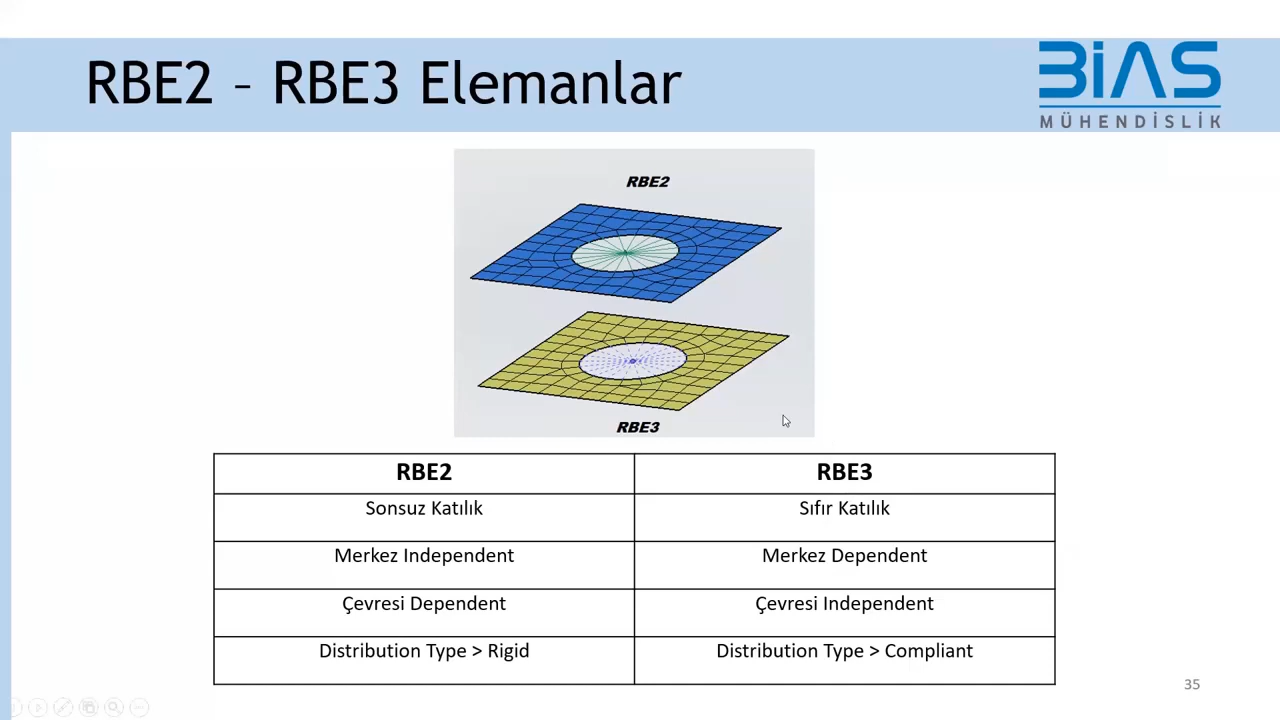 RBE2 – RBE3 Elemanlar
BiAS
MÜHENDİSLİK
RBE2
RBE3
RBE2 RBE3
Sonsuz Katılık Sıfır Katılık
Merkez Independent Merkez Dependent
Çevresi Dependent Çevresi Independent
Distribution Type > Rigid Distribution Type > Compliant
35